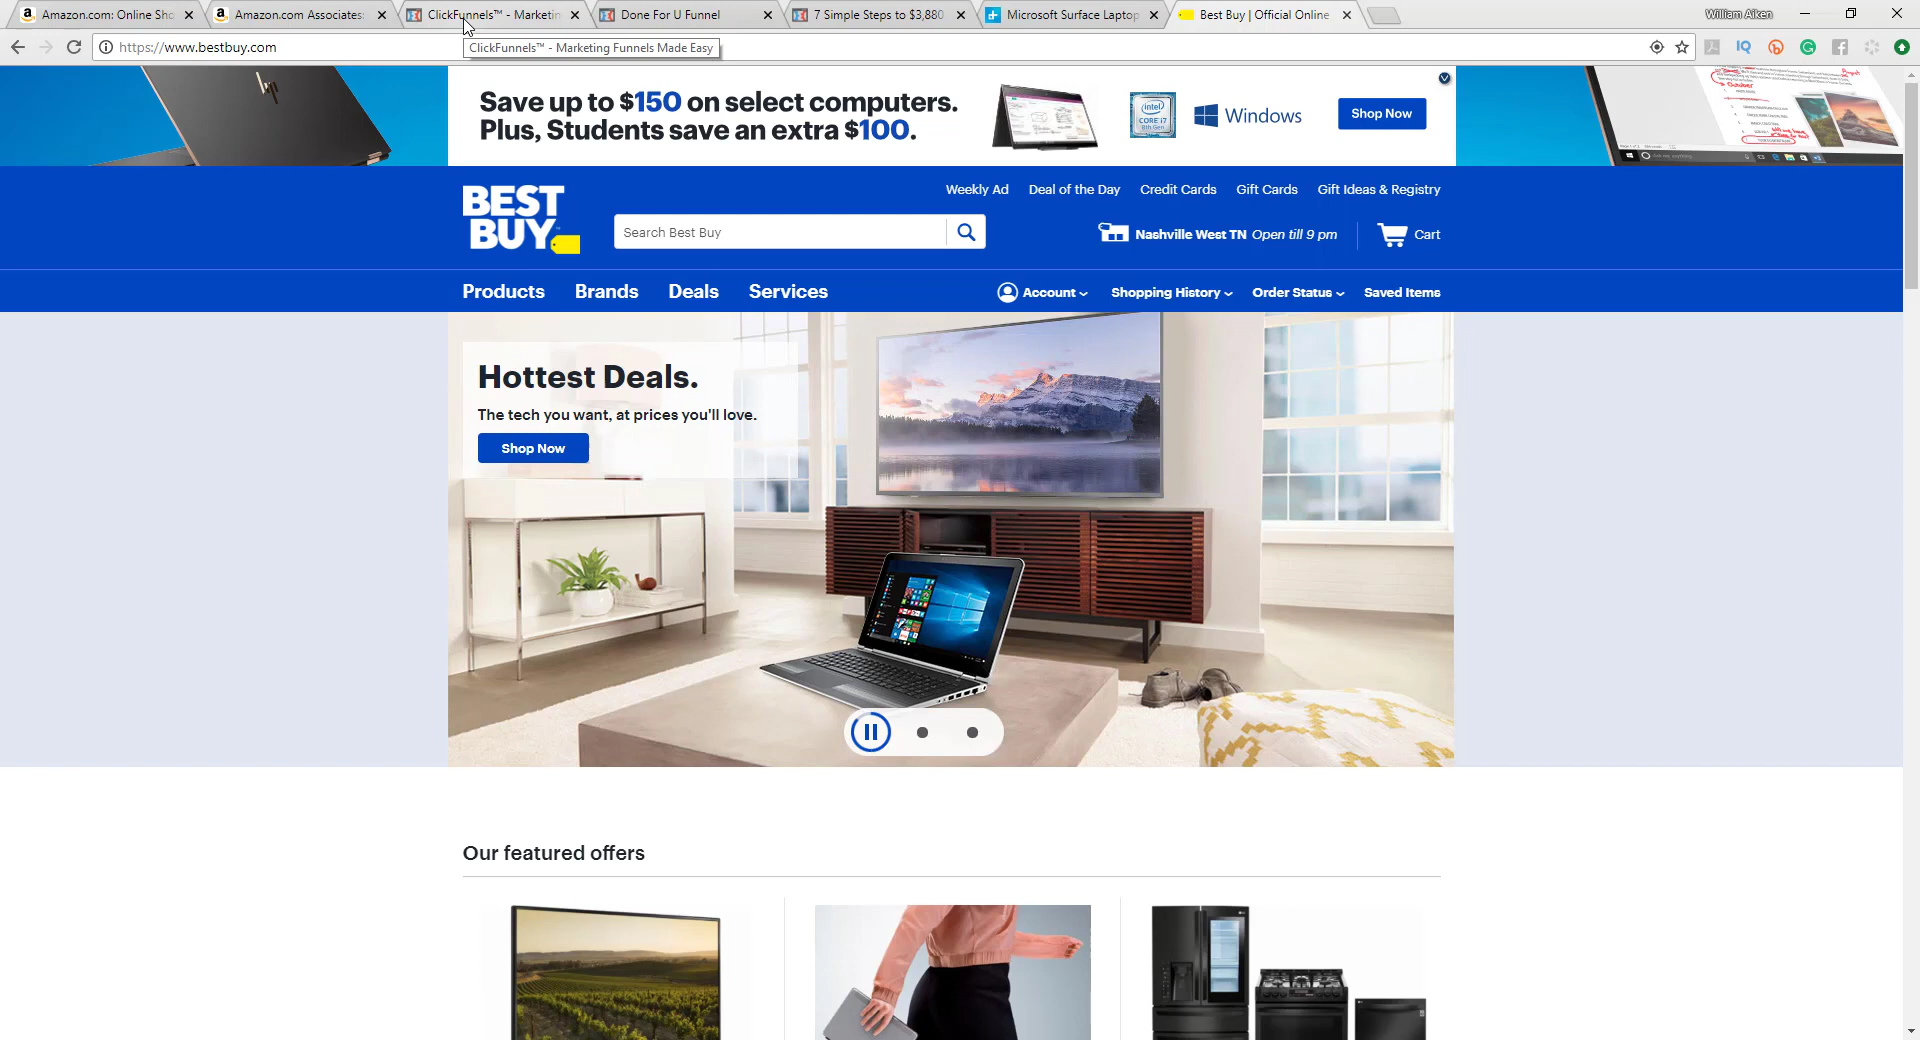 Amazon.com: Online Sho
Amazon.com Associates:
ClickFunnels™ - Marketin
Done For U Funnel
7 Simple Steps to $3,880
Microsoft Surface Laptop
Best Buy | Official Online
William Aiken
https://www.bestbuy.com
ClickFunnels™ - Marketing Funnels Made Easy
Save up to $150 on select computers.
Plus, Students save an extra $100.
intel
CORE i7
8th Gen
Windows
Shop Now
Weekly Ad
Deal of the Day
Credit Cards
Gift Cards
Gift Ideas & Registry
BEST
BUY
Search Best Buy
Nashville West TN Open till 9 pm
Cart
Products
Brands
Deals
Services
Account
Shopping History
Order Status
Saved Items
Hottest Deals.
The tech you want, at prices you'll love.
Shop Now
Our featured offers